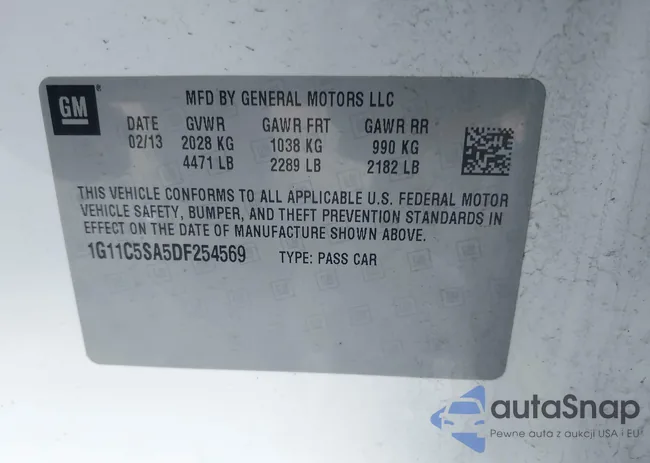 GM
®
MFD BY GENERAL MOTORS LLC
DATE GVWR GAWR FRT GAWR RR
02/13 2028 KG 1038 KG 990 KG
4471 LB 2289 LB 2182 LB
THIS VEHICLE CONFORMS TO ALL APPLICABLE U.S. FEDERAL MOTOR
VEHICLE SAFETY, BUMPER, AND THEFT PREVENTION STANDARDS IN
EFFECT ON THE DATE OF MANUFACTURE SHOWN ABOVE.
1G11C5SA5DF254569 TYPE: PASS CAR
autaSnap
Pewne auta z aukcji USA i EU